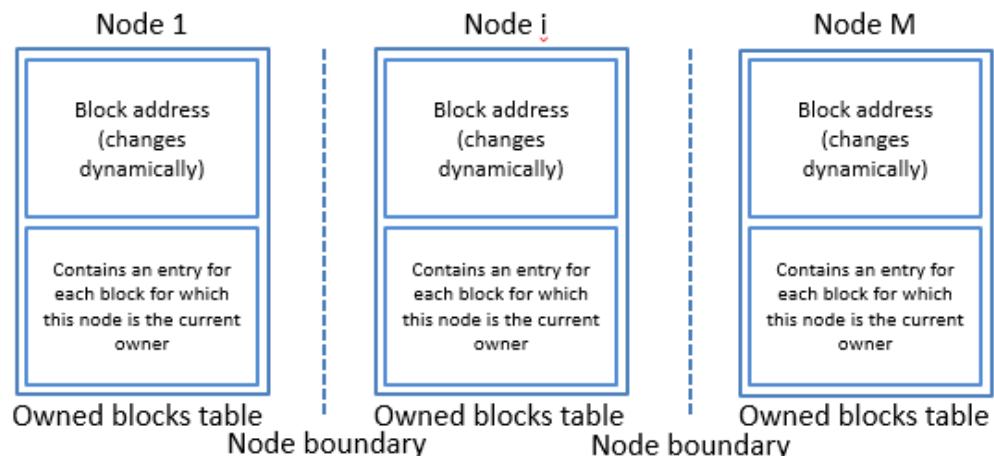 Node 1
Node i
Node M
Block address
(changes
dynamically)
Block address
(changes
dynamically)
Block address
(changes
dynamically)
Contains an entry for
each block for which
this node is the current
owner
Contains an entry for
each block for which
this node is the current
owner
Contains an entry for
each block for which
this node is the current
owner
Owned blocks table
Owned blocks table
Owned blocks table
Node boundary
Node boundary